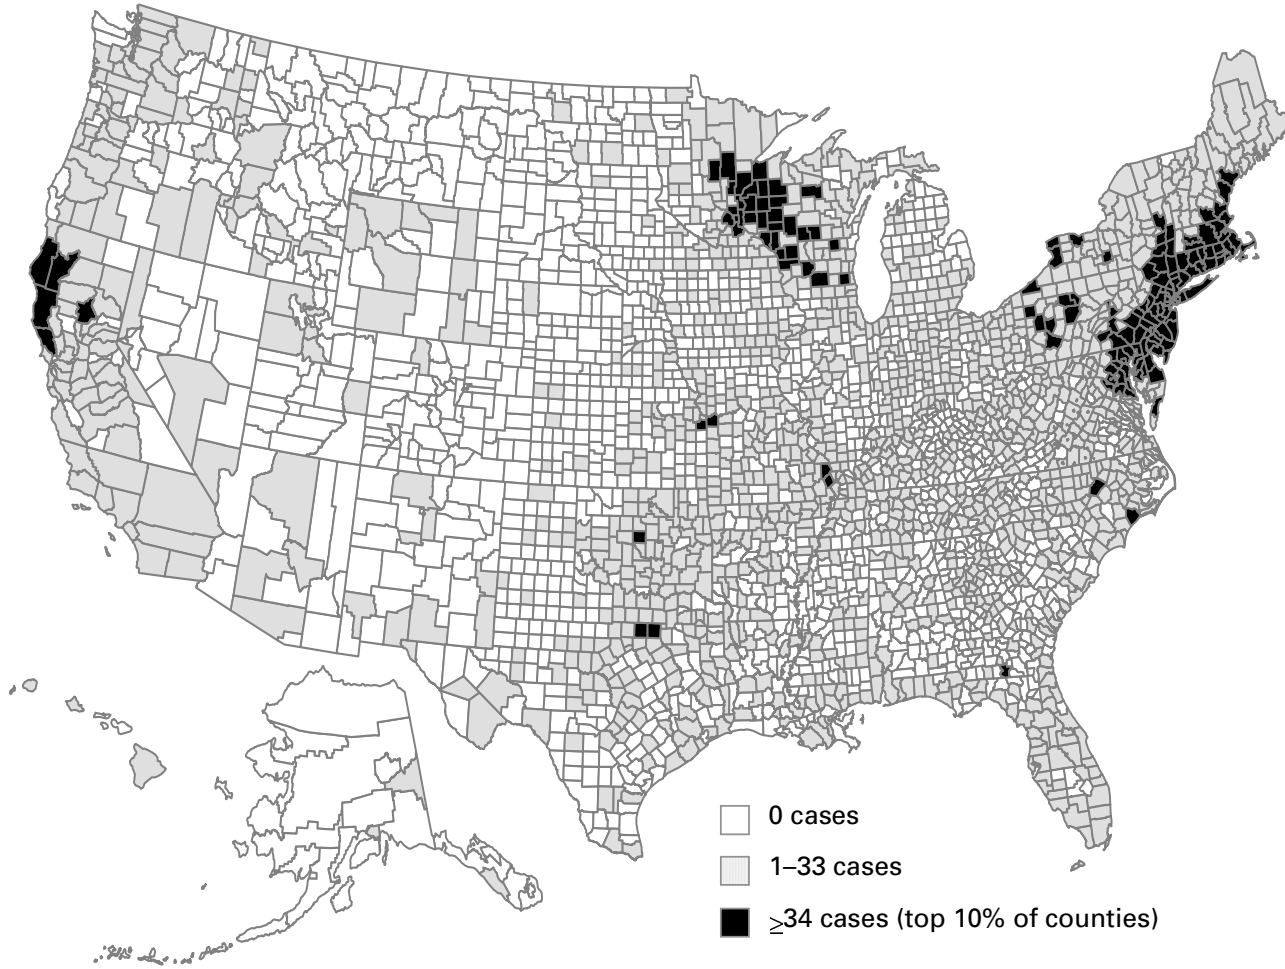 0 cases
1–33 cases
≥34 cases (top 10% of counties)